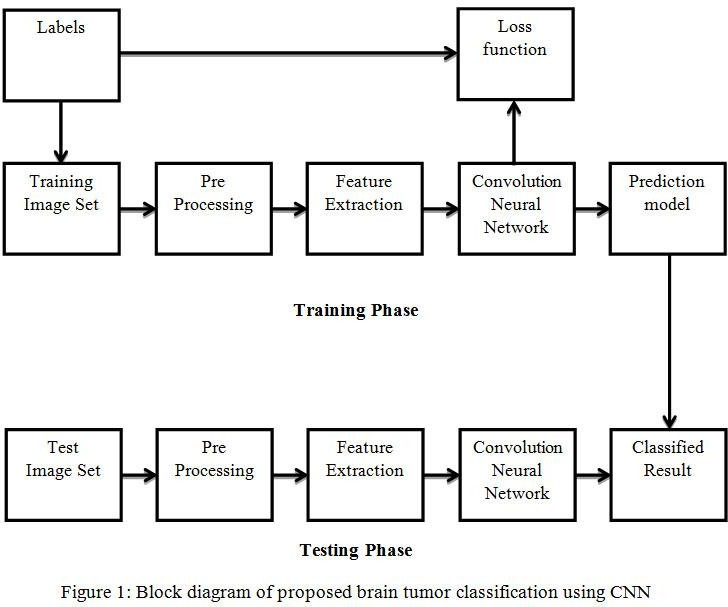 Labels
Loss
function
Training
Image Set
Pre
Processing
Feature
Extraction
Convolution
Neural
Network
Prediction
model
Training Phase
Test
Image Set
Pre
Processing
Feature
Extraction
Convolution
Neural
Network
Classified
Result
Testing Phase
Figure 1: Block diagram of proposed brain tumor classification using CNN